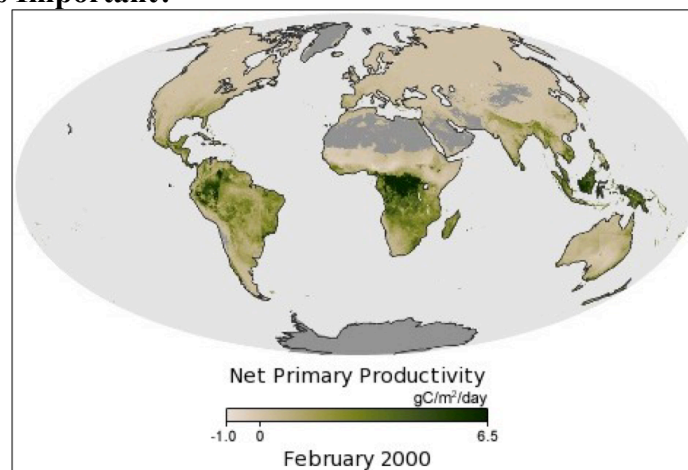 Important?
Net Primary Productivity
gC/m²/day
-1.0 0 6.5
February 2000